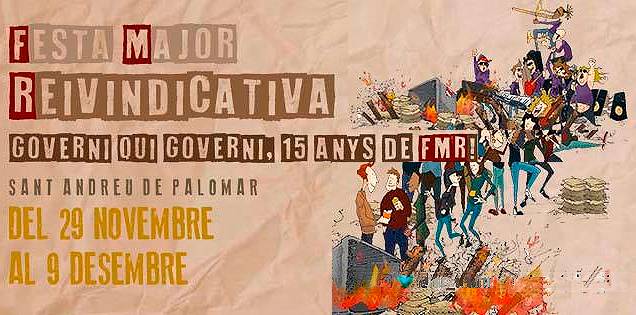 FESTA MAJOR
REIVINDICATIVA
GOVERNI QUI GOVERNI, 15 ANYS DE FMR!
SANT ANDREU DE PALOMAR
DEL 29 NOVEMBRE
AL 9 DESEMBRE